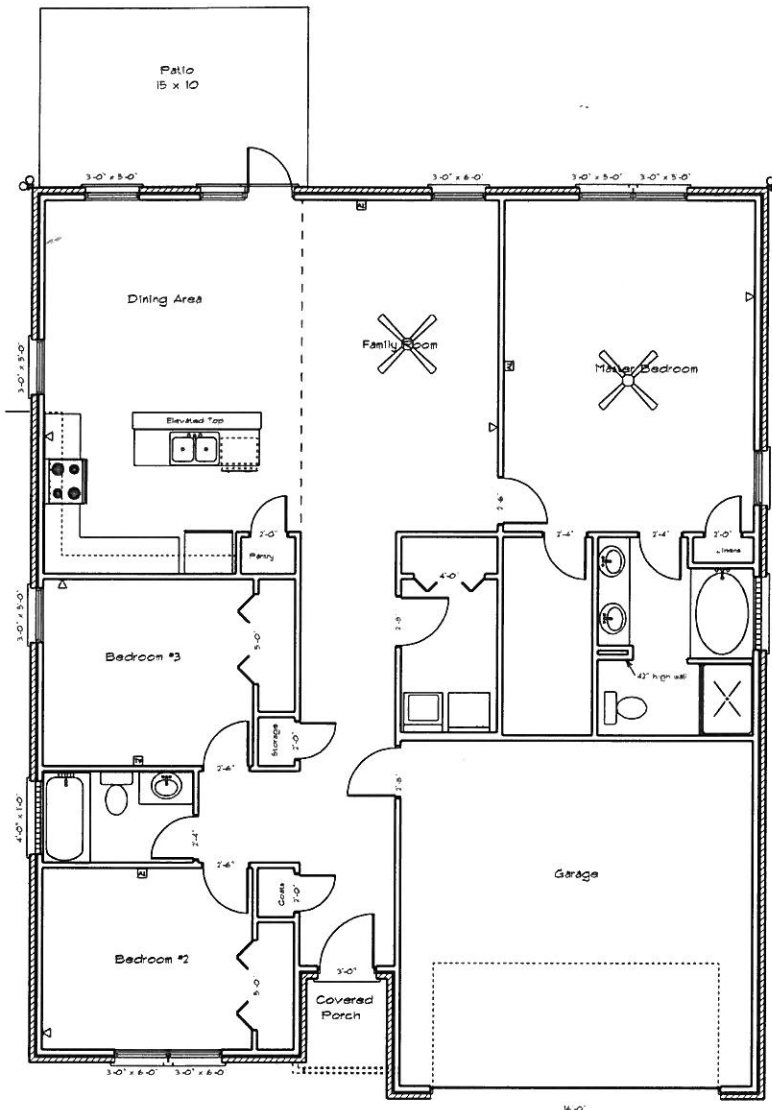 Patio
15 x 10
3'-0" x 5'-0"
3'-0" x 6'-0"
3'-0" x 5'-0" 3'-0" x 5'-0"
Dining Area
Family Room
Master Bedroom
3'-0" x 5'-0"
Elevated Top
2'-6"
2'-0"
Pantry
2'-4"
2'-4"
2'-0"
Linens
4'-0"
3'-0" x 5'-0"
2'-8"
5'-0"
Bedroom #3
42" high wall
Storage
2'-0"
2'-6"
2'-8"
4'-0" x 1'-0"
2'-4"
2'-6"
Garage
Coats
2'-0"
Bedroom #2
5'-0"
3'-0"
Covered
Porch
3'-0" x 6'-0" 3'-0" x 6'-0
16'-0"